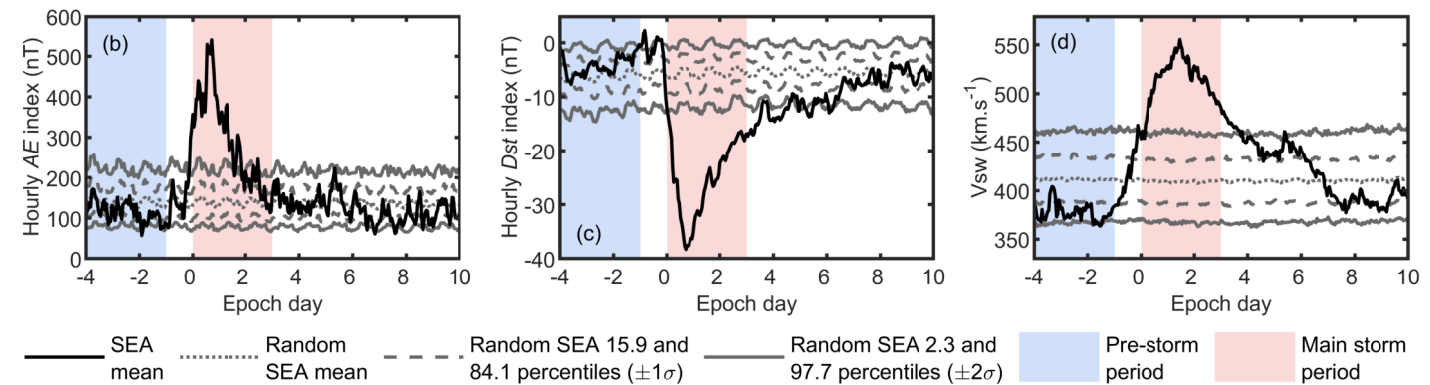 600
500
400
300
200
100
0
Hourly AE index (nT)
(b)
-4 -2 0 2 4 6 8 10
Epoch day
0
-10
-20
-30
-40
Hourly Dst index (nT)
(c)
-4 -2 0 2 4 6 8 10
Epoch day
550
500
450
400
350
Vsw (km.s-1)
(d)
-4 -2 0 2 4 6 8 10
Epoch day
SEA
mean
Random
SEA mean
Random SEA 15.9 and
84.1 percentiles (±1σ)
Random SEA 2.3 and
97.7 percentiles (±2σ)
Pre-storm
period
Main storm
period